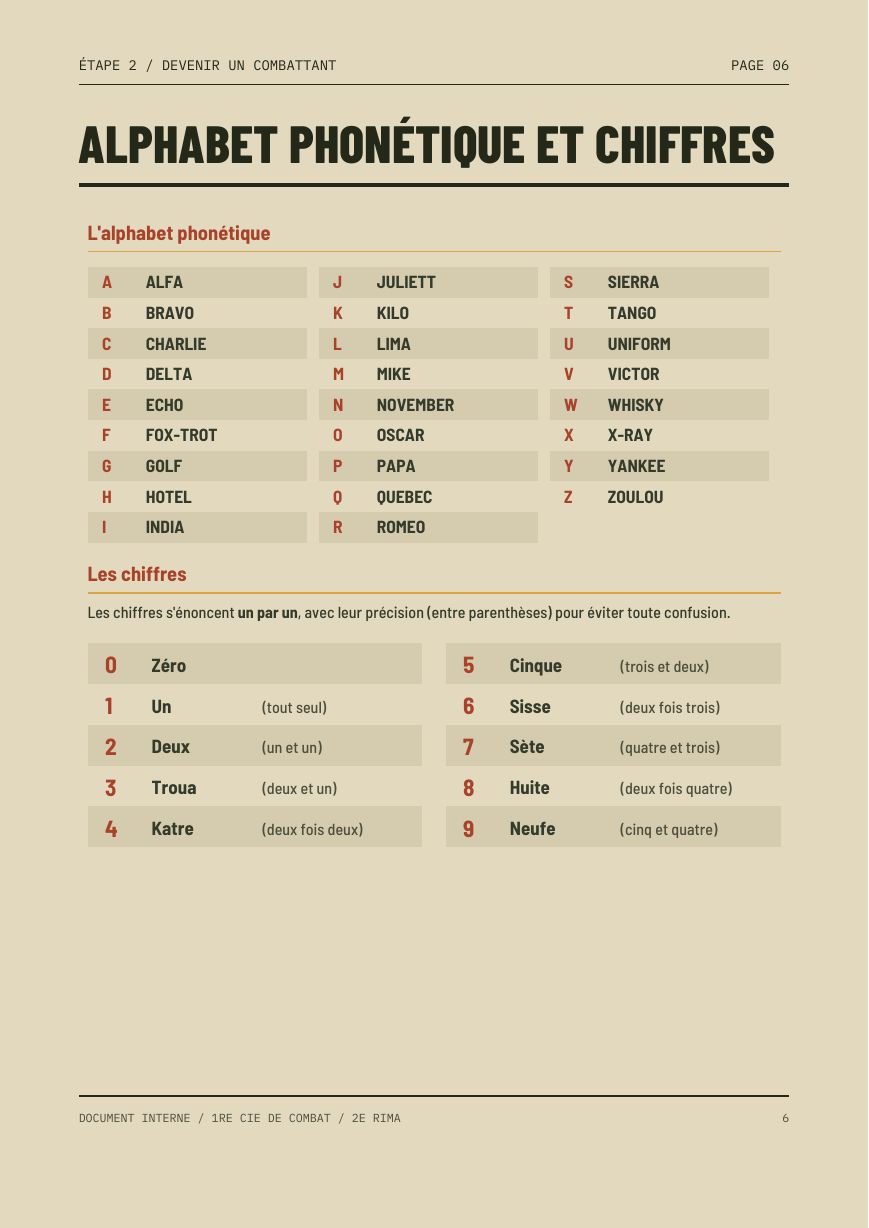 ÉTAPE 2 / DEVENIR UN COMBATTANT PAGE 06
ALPHABET PHONÉTIQUE ET CHIFFRES
L'alphabet phonétique
A ALFA
B BRAVO
C CHARLIE
D DELTA
E ECHO
F FOX-TROT
G GOLF
H HOTEL
I INDIA
J JULIETT
K KILO
L LIMA
M MIKE
N NOVEMBER
O OSCAR
P PAPA
Q QUEBEC
R ROMEO
S SIERRA
T TANGO
U UNIFORM
V VICTOR
W WHISKY
X X-RAY
Y YANKEE
Z ZOULOU
Les chiffres
Les chiffres s'énoncent un par un, avec leur précision (entre parenthèses) pour éviter toute confusion.
0 Zéro
1 Un (tout seul)
2 Deux (un et un)
3 Troua (deux et un)
4 Katre (deux fois deux)
5 Cinque (trois et deux)
6 Sisse (deux fois trois)
7 Sète (quatre et trois)
8 Huite (deux fois quatre)
9 Neufe (cinq et quatre)
DOCUMENT INTERNE / 1RE CIE DE COMBAT / 2E RIMA 6